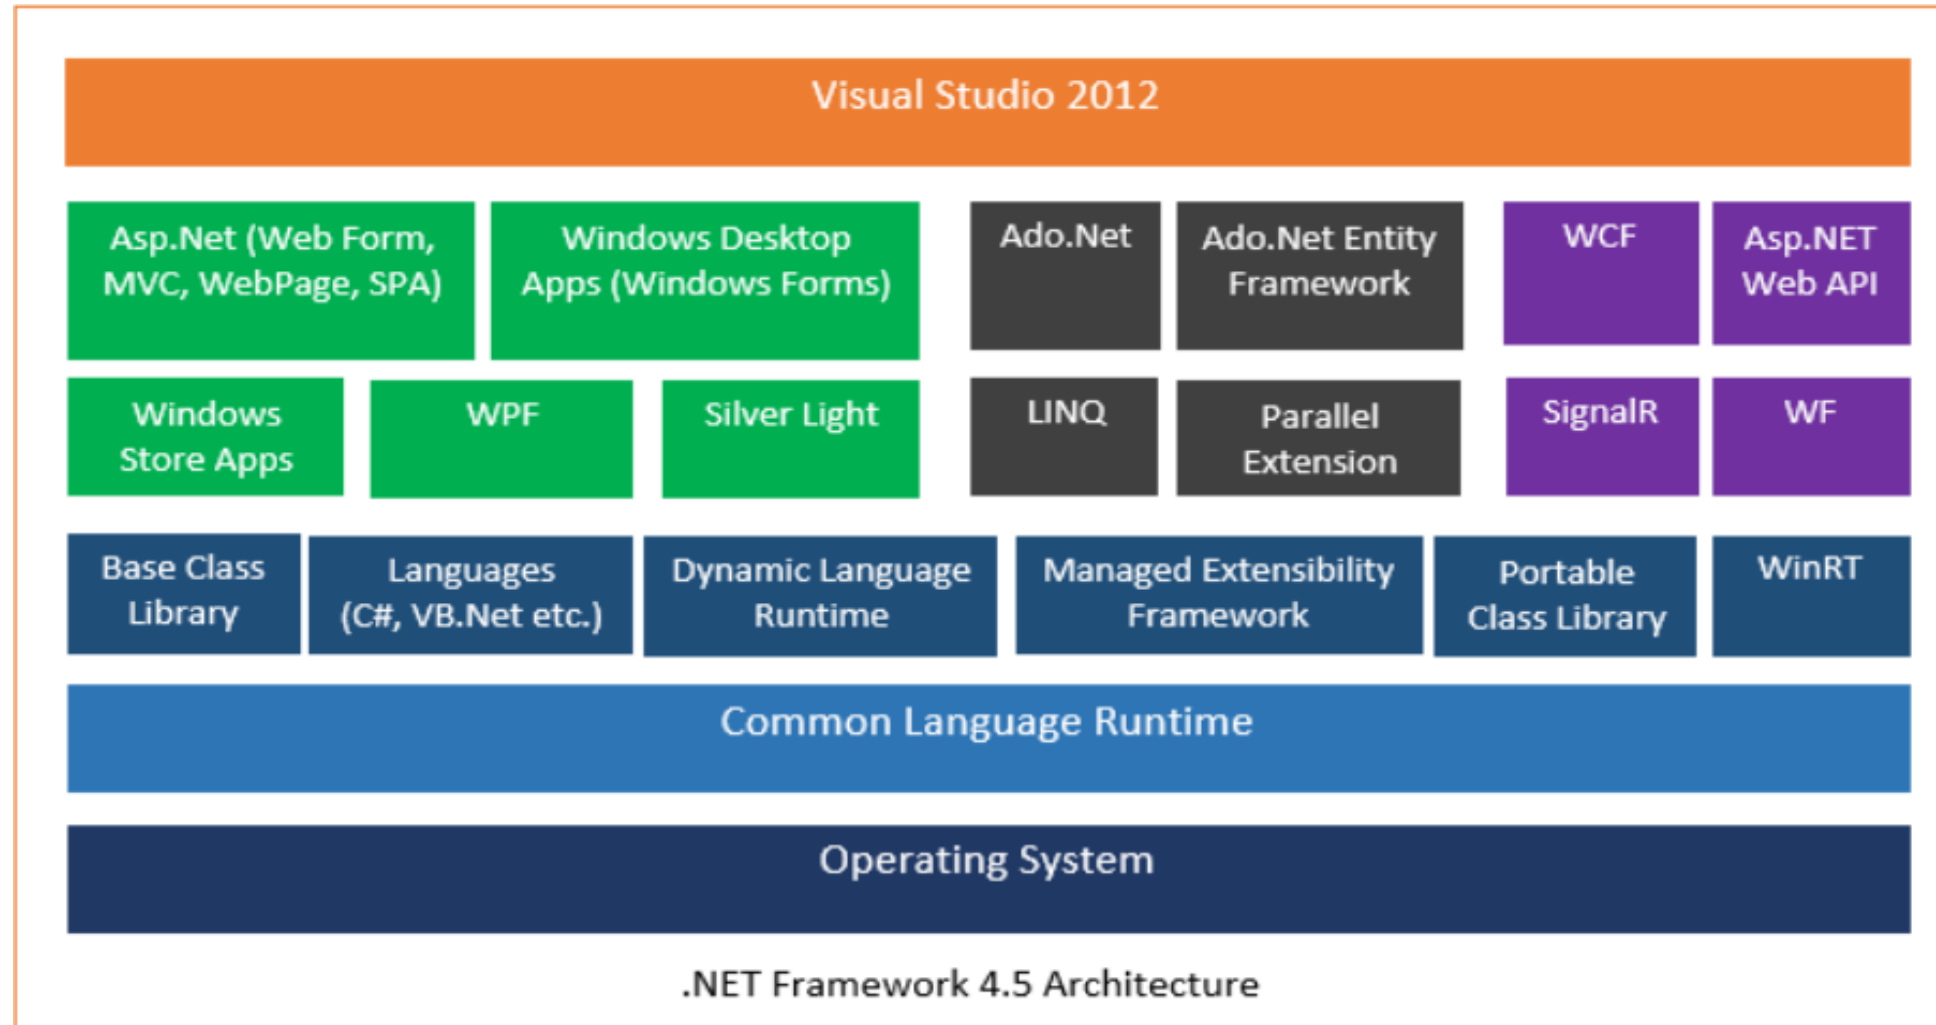 Visual Studio 2012
Asp.Net (Web Form,
MVC, WebPage, SPA)
Windows Desktop
Apps (Windows Forms)
Ado.Net
Ado.Net Entity
Framework
WCF
Asp.NET
Web API
Windows
Store Apps
WPF
Silver Light
LINQ
Parallel
Extension
SignalR
WF
Base Class
Library
Languages
(C#, VB.Net etc.)
Dynamic Language
Runtime
Managed Extensibility
Framework
Portable
Class Library
WinRT
Common Language Runtime
Operating System
.NET Framework 4.5 Architecture